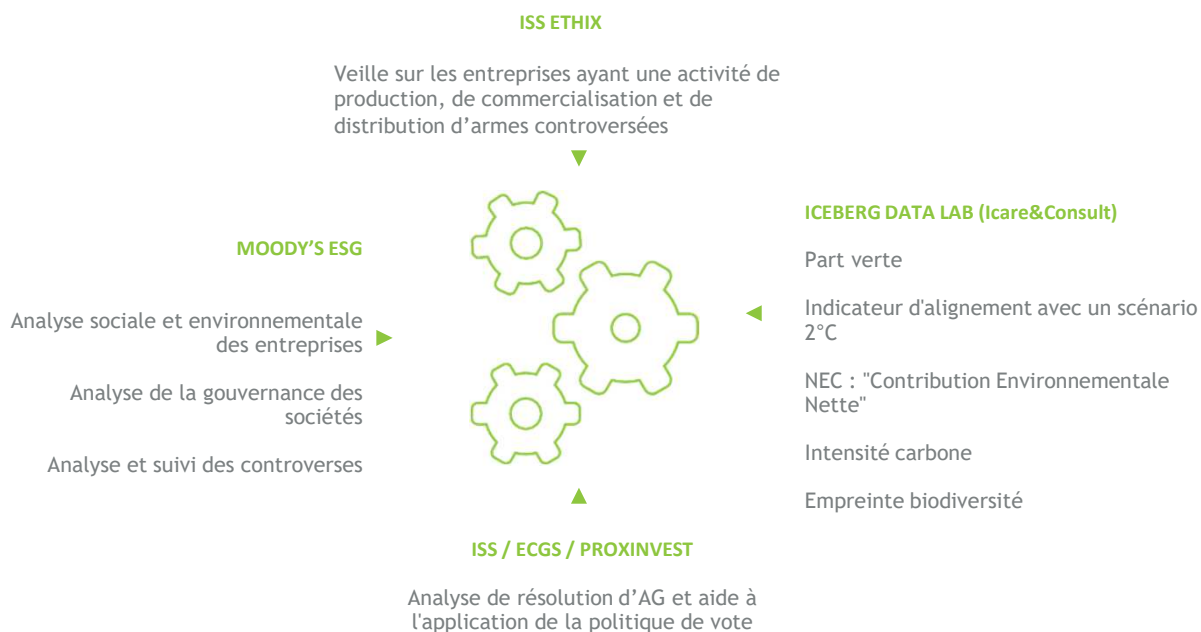 ISS ETHIX
Veille sur les entreprises ayant une activité de
production, de commercialisation et de
distribution d’armes controversées
MOODY’S ESG
Analyse sociale et environnementale
des entreprises
Analyse de la gouvernance des
sociétés
Analyse et suivi des controverses
ICEBERG DATA LAB (Icare&Consult)
Part verte
Indicateur d'alignement avec un scénario
2°C
NEC : "Contribution Environnementale
Nette"
Intensité carbone
Empreinte biodiversité
ISS / ECGS / PROXINVEST
Analyse de résolution d’AG et aide à
l'application de la politique de vote